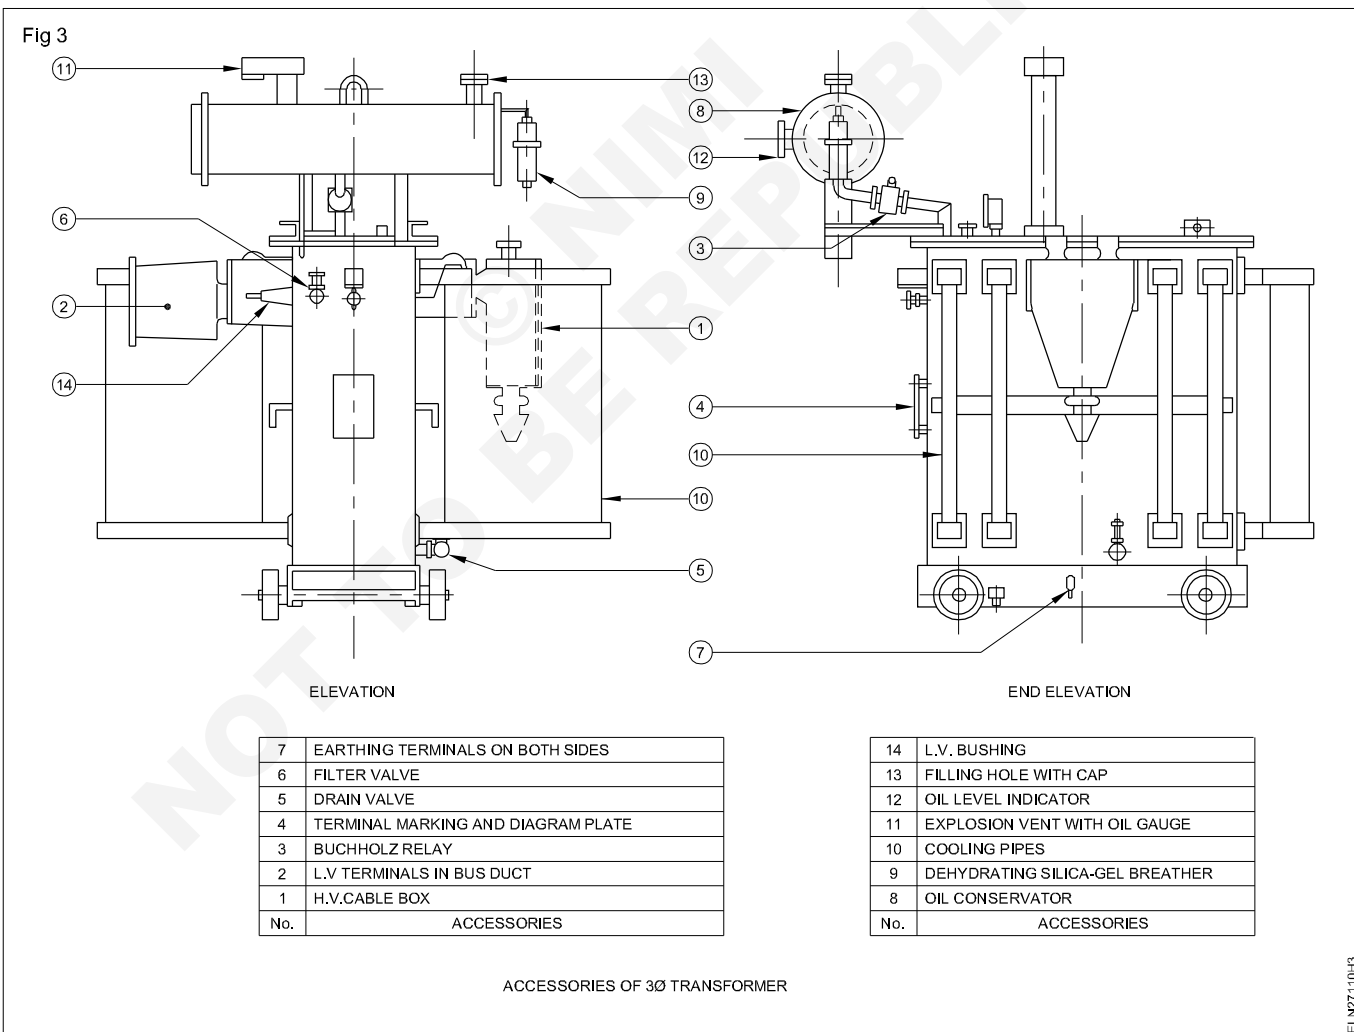 Fig 3
11
13
8
12
9
6
3
2
1
14
4
10
10
5
7
ELEVATION
END ELEVATION
7 EARTHING TERMINALS ON BOTH SIDES
6 FILTER VALVE
5 DRAIN VALVE
4 TERMINAL MARKING AND DIAGRAM PLATE
3 BUCHHOLZ RELAY
2 L.V TERMINALS IN BUS DUCT
1 H.V.CABLE BOX
No. ACCESSORIES
14 L.V. BUSHING
13 FILLING HOLE WITH CAP
12 OIL LEVEL INDICATOR
11 EXPLOSION VENT WITH OIL GAUGE
10 COOLING PIPES
9 DEHYDRATING SILICA-GEL BREATHER
8 OIL CONSERVATOR
No. ACCESSORIES
ACCESSORIES OF 3Ø TRANSFORMER
© NIMI
NOT TO BE REPUBL